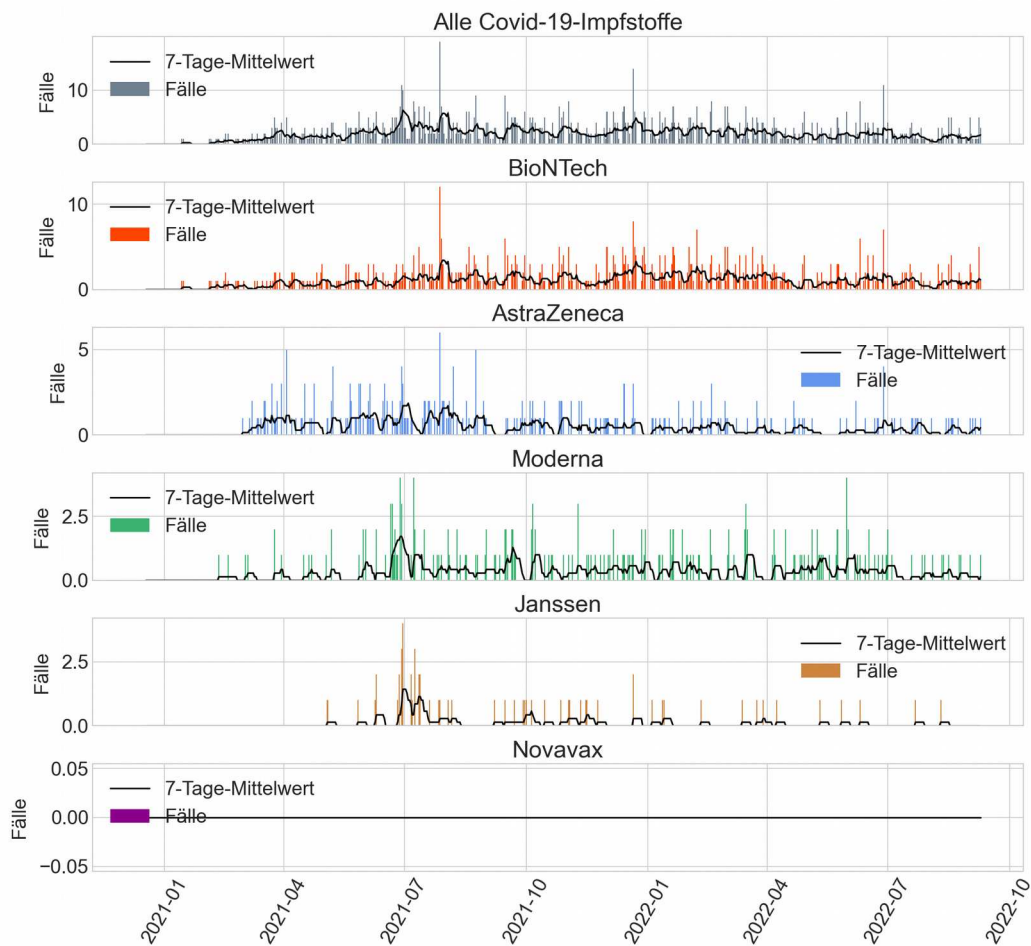 Alle Covid-19-Impfstoffe
Fälle
10
0
7-Tage-Mittelwert
Fälle
BioNTech
Fälle
10
0
7-Tage-Mittelwert
Fälle
AstraZeneca
Fälle
5
0
7-Tage-Mittelwert
Fälle
Moderna
Fälle
2.5
0.0
7-Tage-Mittelwert
Fälle
Janssen
Fälle
2.5
0.0
7-Tage-Mittelwert
Fälle
Novavax
Fälle
0.05
0.00
−0.05
7-Tage-Mittelwert
Fälle
2021-01
2021-04
2021-07
2021-10
2022-01
2022-04
2022-07
2022-10